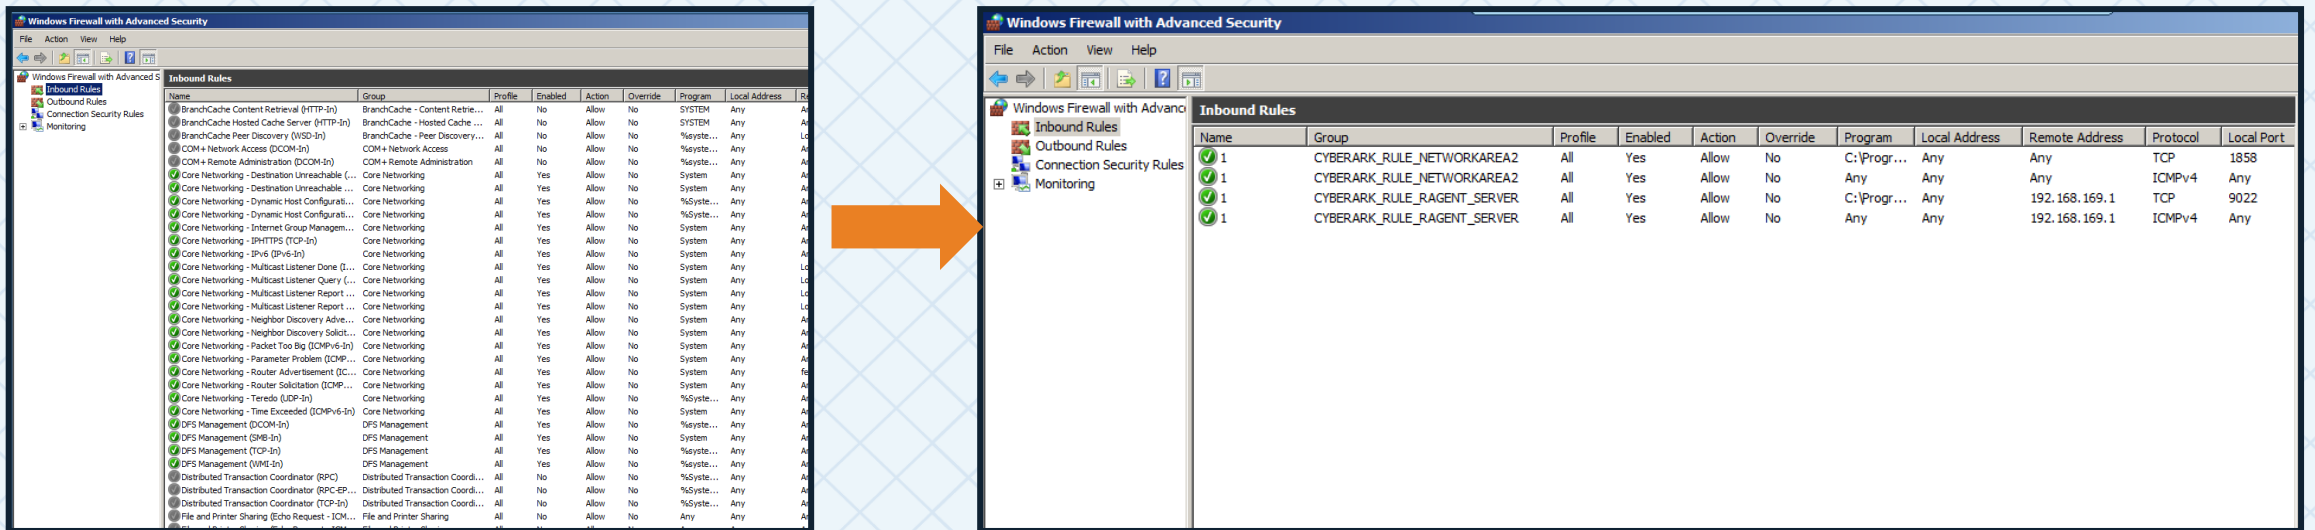 Windows Firewall with Advanced Security
File Action View Help
Windows Firewall with Advanced S
Inbound Rules
Outbound Rules
Connection Security Rules
Monitoring
Inbound Rules
Name Group Profile Enabled Action Override Program Local Address Re
BranchCache Content Retrieval (HTTP-In) BranchCache - Content Retrie... All No Allow No SYSTEM Any
BranchCache Hosted Cache Server (HTTP-In) BranchCache - Hosted Cache ... All No Allow No SYSTEM Any
BranchCache Peer Discovery (WSD-In) BranchCache - Peer Discovery... All No Allow No %syste... Any
COM+ Network Access (DCOM-In) COM+ Network Access All No Allow No %syste... Any
COM+ Remote Administration (DCOM-In) COM+ Remote Administration All No Allow No %syste... Any
Core Networking - Destination Unreachable (... Core Networking All Yes Allow No System Any
Core Networking - Destination Unreachable ... Core Networking All Yes Allow No System Any
Core Networking - Dynamic Host Configurati... Core Networking All Yes Allow No %Syste... Any
Core Networking - Dynamic Host Configurati... Core Networking All Yes Allow No %Syste... Any
Core Networking - Internet Group Managem... Core Networking All Yes Allow No System Any
Core Networking - IPHTTPS (TCP-In) Core Networking All Yes Allow No System Any
Core Networking - IPv6 (IPv6-In) Core Networking All Yes Allow No System Any
Core Networking - Multicast Listener Done (I... Core Networking All Yes Allow No System Any
Core Networking - Multicast Listener Query (... Core Networking All Yes Allow No System Any
Core Networking - Multicast Listener Report ... Core Networking All Yes Allow No System Any
Core Networking - Multicast Listener Report ... Core Networking All Yes Allow No System Any
Core Networking - Neighbor Discovery Adve... Core Networking All Yes Allow No System Any
Core Networking - Neighbor Discovery Solicit... Core Networking All Yes Allow No System Any
Core Networking - Packet Too Big (ICMPv6-In) Core Networking All Yes Allow No System Any
Core Networking - Parameter Problem (ICMP... Core Networking All Yes Allow No System Any
Core Networking - Router Advertisement (IC... Core Networking All Yes Allow No System Any
Core Networking - Router Solicitation (ICMP... Core Networking All Yes Allow No System Any
Core Networking - Teredo (UDP-In) Core Networking All Yes Allow No %Syste... Any
Core Networking - Time Exceeded (ICMPv6-In) Core Networking All Yes Allow No System Any
DFS Management (DCOM-In) DFS Management All Yes Allow No %syste... Any
DFS Management (SMB-In) DFS Management All Yes Allow No System Any
DFS Management (TCP-In) DFS Management All Yes Allow No %syste... Any
DFS Management (WMI-In) DFS Management All Yes Allow No %syste... Any
Distributed Transaction Coordinator (RPC) Distributed Transaction Coordi... All No Allow No %Syste... Any
Distributed Transaction Coordinator (RPC-EP... Distributed Transaction Coordi... All No Allow No %Syste... Any
Distributed Transaction Coordinator (TCP-In) Distributed Transaction Coordi... All No Allow No %Syste... Any
File and Printer Sharing (Echo Request - ICM... File and Printer Sharing All No Allow No Any Any
Windows Firewall with Advanced Security
File Action View Help
Windows Firewall with Advanc
Inbound Rules
Outbound Rules
Connection Security Rules
Monitoring
Inbound Rules
Name Group Profile Enabled Action Override Program Local Address Remote Address Protocol Local Port
1 CYBERARK_RULE_NETWORKAREA2 All Yes Allow No C:\Progr... Any Any TCP 1858
1 CYBERARK_RULE_NETWORKAREA2 All Yes Allow No Any Any Any ICMPv4 Any
1 CYBERARK_RULE_RAGENT_SERVER All Yes Allow No C:\Progr... Any 192.168.169.1 TCP 9022
1 CYBERARK_RULE_RAGENT_SERVER All Yes Allow No Any Any 192.168.169.1 ICMPv4 Any